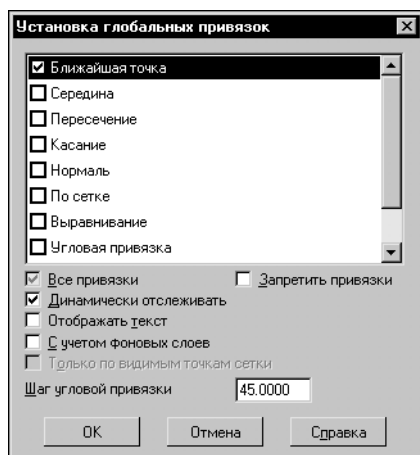 Установка глобальных привязок
Ближайшая точка
Середина
Пересечение
Касание
Нормаль
По сетке
Выравнивание
Угловая привязка
Все привязки Запретить привязки
Динамически отслеживать
Отображать текст
С учетом фоновых слоев
Только по видимым точкам сетки
Шаг угловой привязки 45.0000
OK Отмена Справка